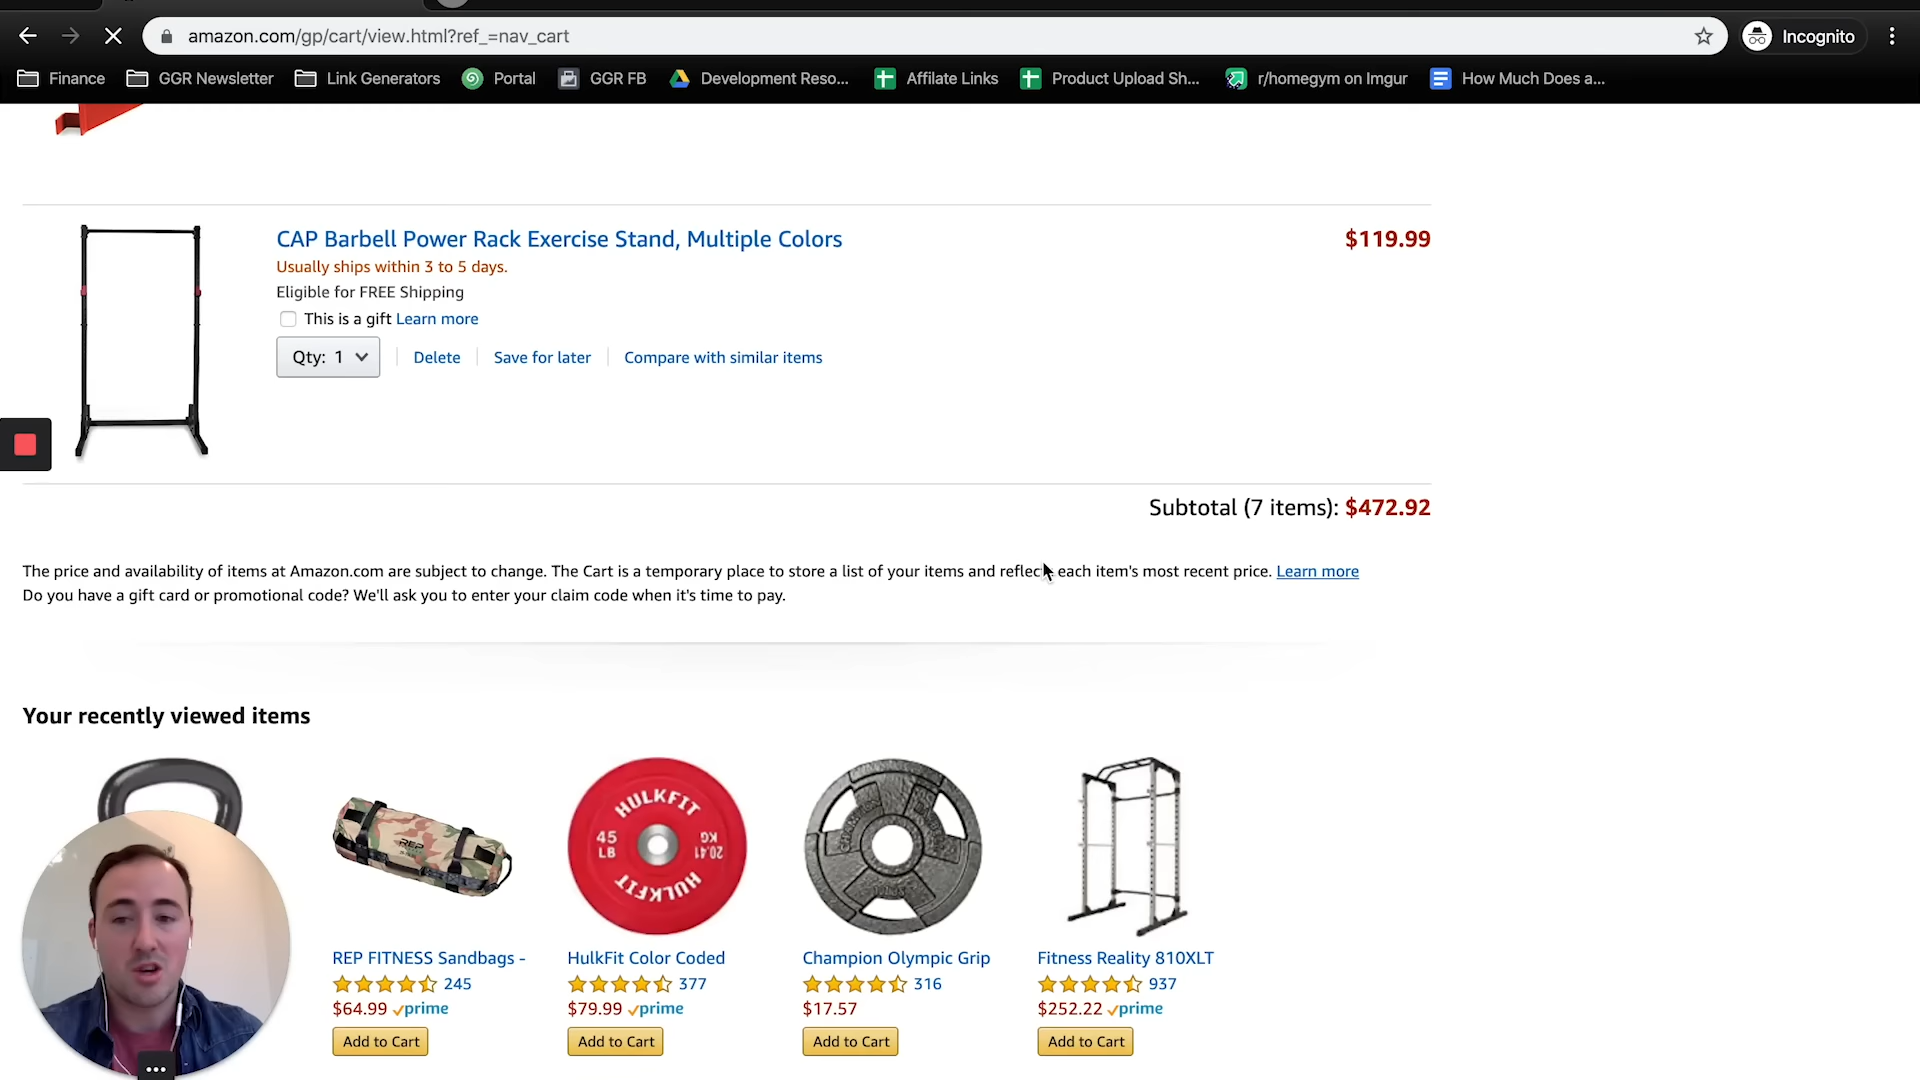 amazon.com/gp/cart/view.html?ref_=nav_cart
Incognito
Finance
GGR Newsletter
Link Generators
Portal
GGR FB
Development Reso...
Affilate Links
Product Upload Sh...
r/homegym on Imgur
How Much Does a...
CAP Barbell Power Rack Exercise Stand, Multiple Colors
$119.99
Usually ships within 3 to 5 days.
Eligible for FREE Shipping
This is a gift Learn more
Qty: 1
Delete
Save for later
Compare with similar items
Subtotal (7 items): $472.92
The price and availability of items at Amazon.com are subject to change. The Cart is a temporary place to store a list of your items and reflects each item's most recent price. Learn more
Do you have a gift card or promotional code? We'll ask you to enter your claim code when it's time to pay.
Your recently viewed items
REP
HULKFIT
45 LB
20.41 KG
HULKFIT
REP FITNESS Sandbags -
245
$64.99 prime
Add to Cart
HulkFit Color Coded
377
$79.99 prime
Add to Cart
Champion Olympic Grip
316
$17.57
Add to Cart
Fitness Reality 810XLT
937
$252.22 prime
Add to Cart